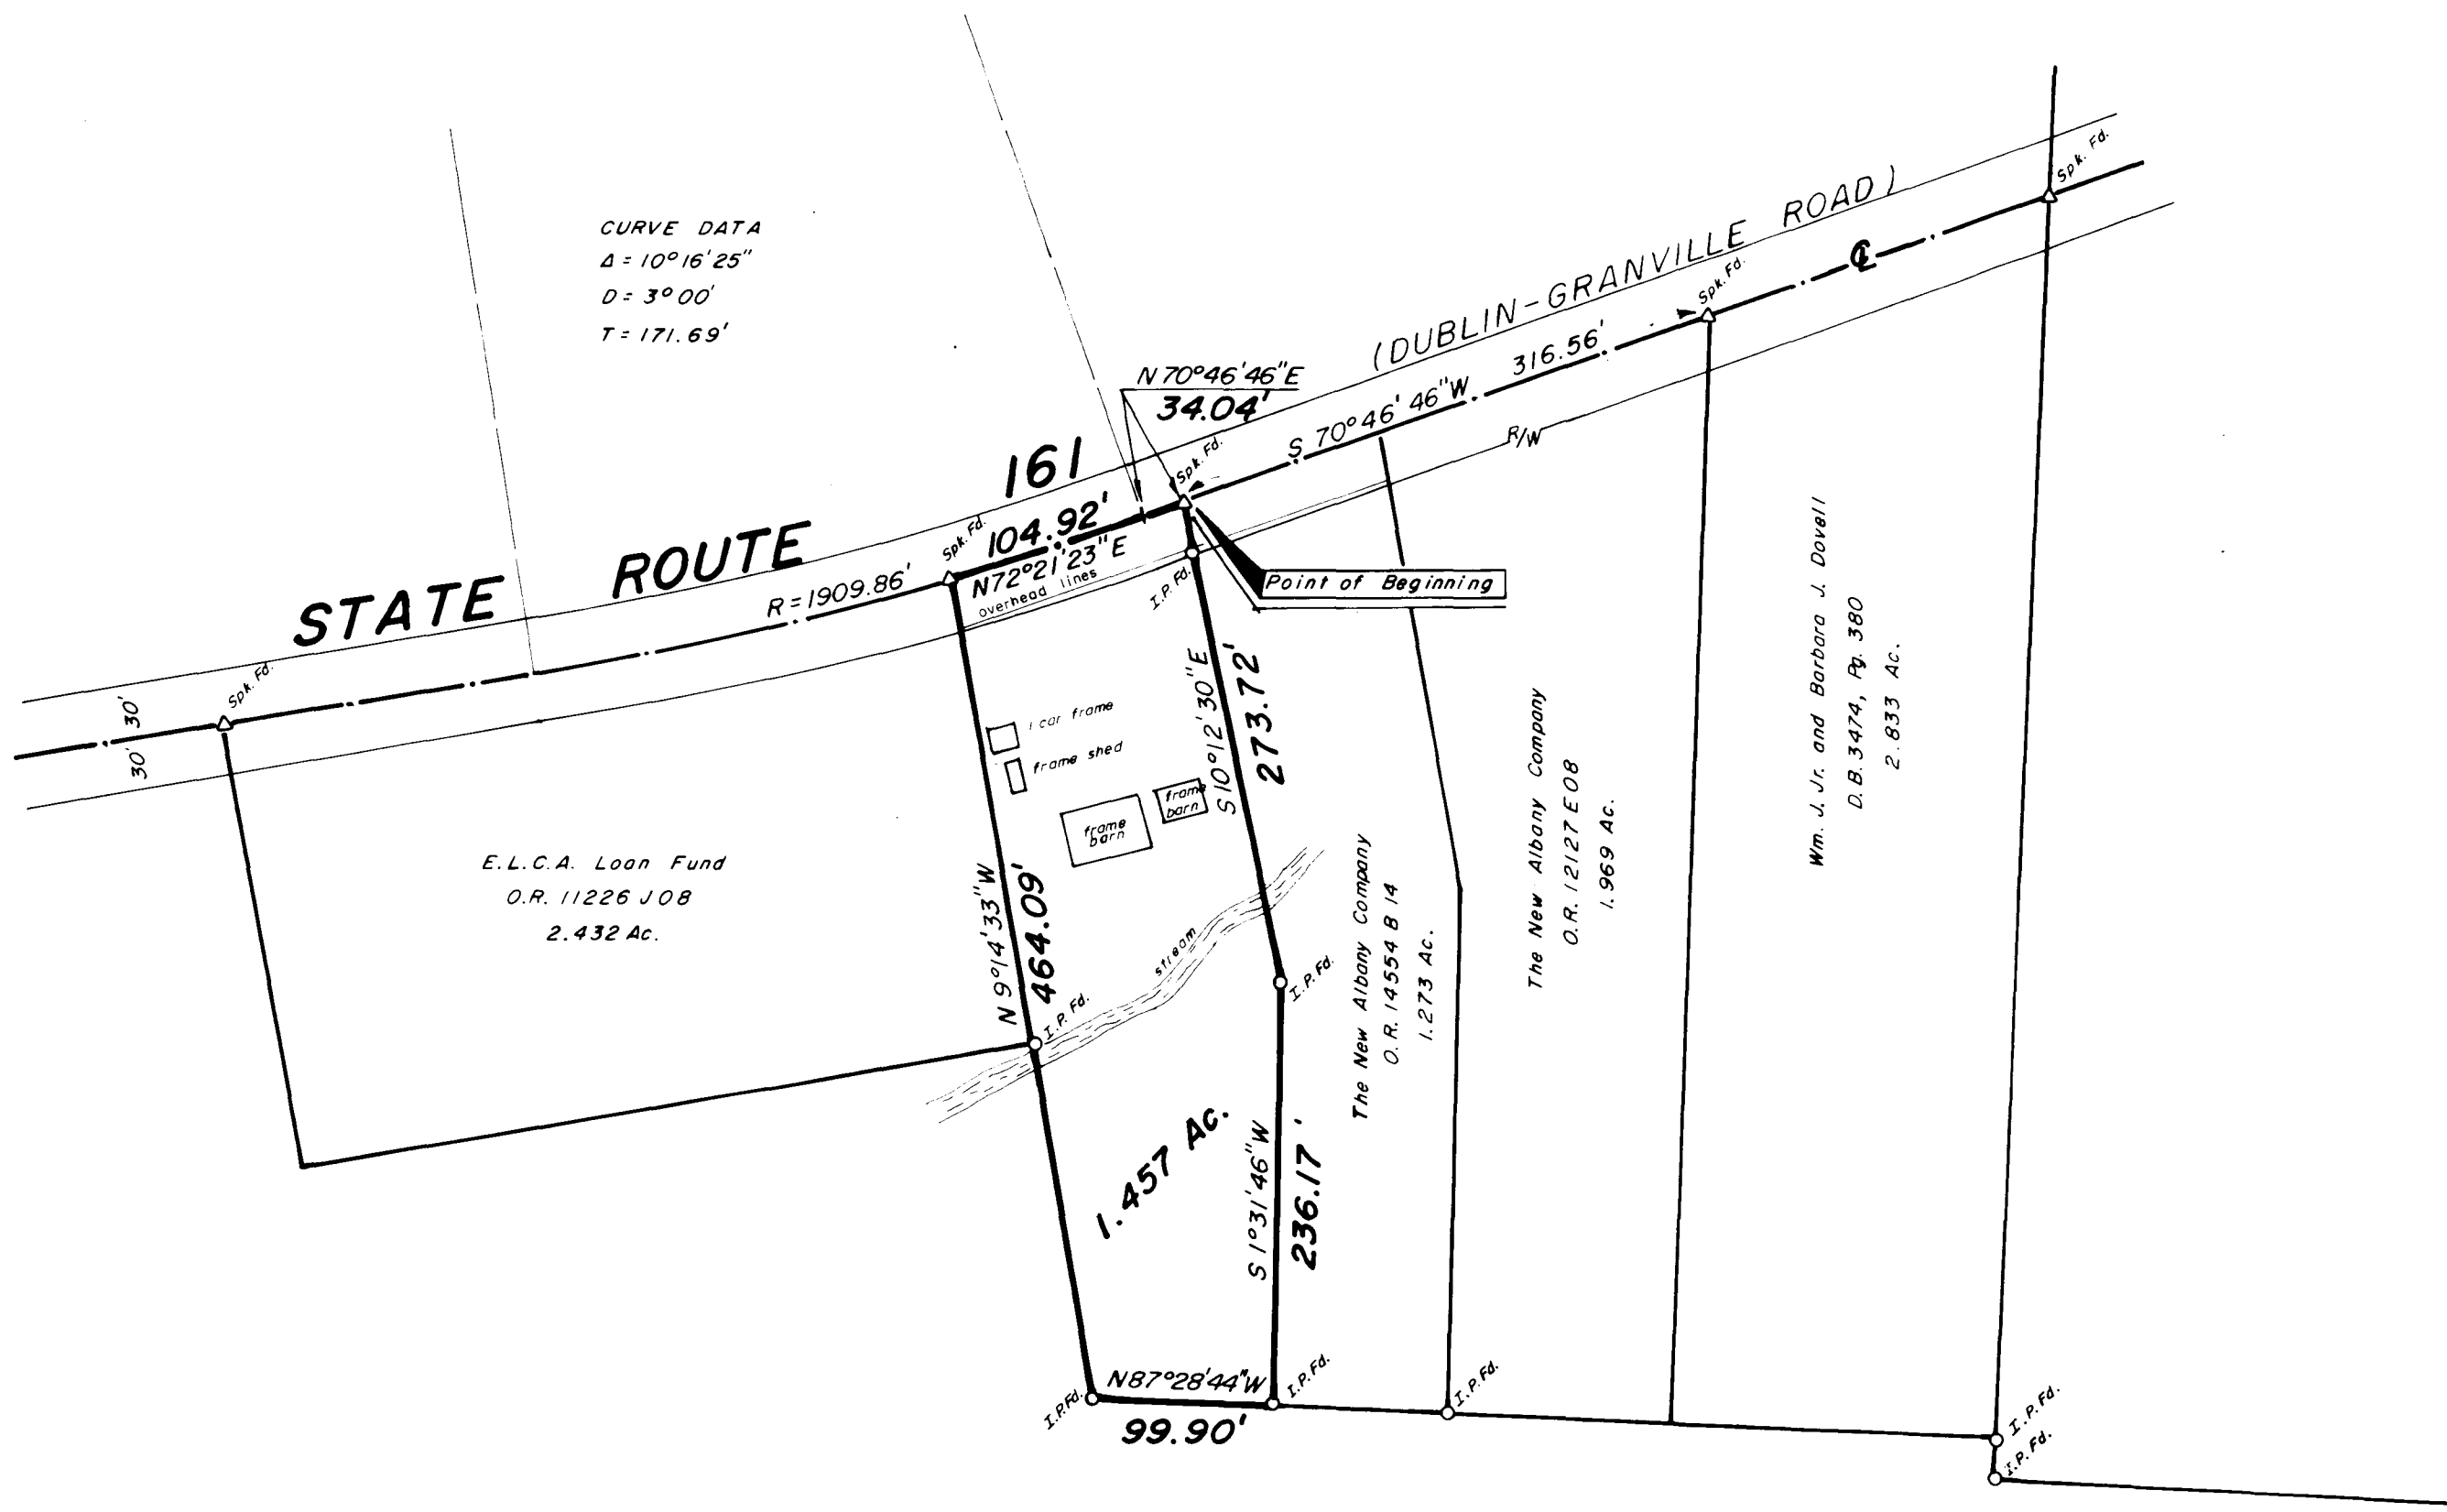 CURVE DATA
Δ = 10°16'25"
D = 3°00'
T = 171.69'
N70°46'46"E
34.04'
(DUBLIN-GRANVILLE ROAD)
STATE ROUTE 161
R=1909.86'
104.92'
N72°21'23"E
overhead lines
S 70°46'46"W 316.56'
R/W
℄
Spk. Fd.
Spk. Fd.
Spk. Fd.
Spk. Fd.
Spk. Fd.
30'
30'
I.P. Fd.
Point of Beginning
1 car frame
frame shed
frame
barn
frame
barn
S10°12'30"E
273.72'
N 9°14'33"W
464.09'
stream
I.P. Fd.
I.P. Fd.
E.L.C.A. Loan Fund
O.R. 11226 J08
2.432 Ac.
1.457 Ac.
S 1°31'46"W
236.17'
The New Albany Company
O.R. 14554 B 14
1.273 Ac.
The New Albany Company
O.R. 12127 E08
1.969 Ac.
Wm. J. Jr. and Barbara J. Dovell
D.B. 3474, Pg. 380
2.833 Ac.
N87°28'44"W
99.90'
I.P.Fd.
I.P.Fd.
I.P.Fd.
I.P.Fd.
I.P.Fd.